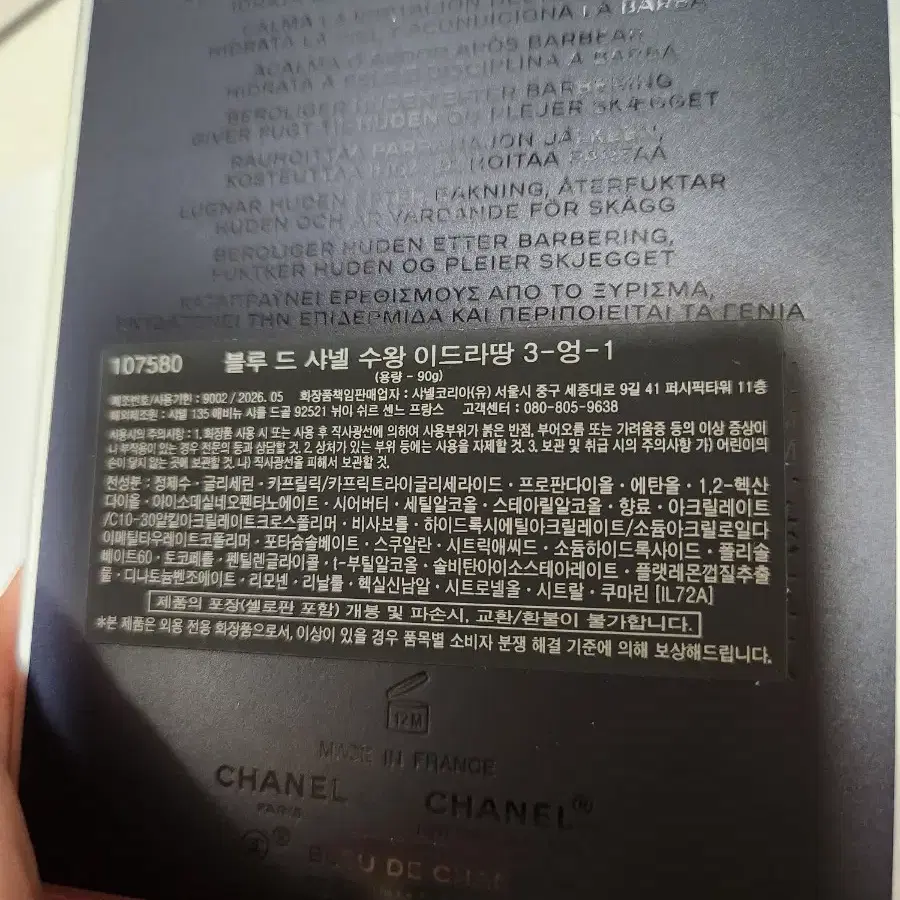 CALMA LA IRRITACIÓN DEL
HIDRATA LA PIEL Y ACONDICIONA LA BARBA
ACALMA O ARDOR APÓS BARBEAR
HIDRATA A PELE E DISCIPLINA A BARBA
BEROLIGER HUDEN EFTER BARBERING
GIVER FUGT TIL HUDEN OG PLEJER SKÆGGET
RAUHOITTAA PARRANAJON JÄLKEEN,
KOSTEUTTAA IHOA HOITAA PARTAA
LUGNAR HUDEN EFTER RAKNING, ÅTERFUKTAR
HUDEN OCH ÄR VÅRDANDE FÖR SKÄGG
BEROLIGER HUDEN ETTER BARBERING,
FUKTER HUDEN OG PLEIER SKJEGGET
ΚΑΤΑΠΡΑΫΝΕΙ ΕΡΕΘΙΣΜΟΥΣ ΑΠΟ ΤΟ ΞΥΡΙΣΜΑ,
ΕΝΥΔΑΤΩΝΕΙ ΤΗΝ ΕΠΙΔΕΡΜΙΔΑ ΚΑΙ ΠΕΡΙΠΟΙΕΙΤΑΙ ΤΑ ΓΕΝΙΑ
107580 블루 드 샤넬 수왕 이드라땅 3-엉-1
(용량 - 90g)
제조번호/사용기한 : 9002 / 2026. 05 화장품책임판매업자 : 샤넬코리아(유) 서울시 중구 세종대로 9길 41 퍼시픽타워 11층
해외제조원 : 샤넬 135 애비뉴 샤를 드골 92521 뉘이 쉬르 센느 프랑스 고객센터 : 080-805-9638
사용시의 주의사항 : 1. 화장품 사용 시 또는 사용 후 직사광선에 의하여 사용부위가 붉은 반점, 부어오름 또는 가려움증 등의 이상 증상이
나 부작용이 있는 경우 전문의 등과 상담할 것. 2. 상처가 있는 부위 등에는 사용을 자제할 것. 3. 보관 및 취급 시의 주의사항 가) 어린이의
손이 닿지 않는 곳에 보관할 것. 나) 직사광선을 피해서 보관할 것.
전성분 : 정제수 · 글리세린 · 카프릴릭/카프릭트라이글리세라이드 · 프로판다이올 · 에탄올 · 1,2-헥산
다이올 · 아이소데실네오펜타노에이트 · 시어버터 · 세틸알코올 · 스테아릴알코올 · 향료 · 아크릴레이트
/C10-30알킬아크릴레이트크로스폴리머 · 비사보롤 · 하이드록시에틸아크릴레이트/소듐아크릴로일다
이메틸타우레이트코폴리머 · 포타슘솔베이트 · 스쿠알란 · 시트릭애씨드 · 소듐하이드록사이드 · 폴리솔
베이트60 · 토코페롤 · 펜틸렌글라이콜 · t-부틸알코올 · 솔비탄아이소스테아레이트 · 플랫레몬껍질추출
물 · 디나토늄벤조에이트 · 리모넨 · 리날룰 · 헥실신남알 · 시트로넬올 · 시트랄 · 쿠마린 [IL72A]
제품의 포장(셀로판 포함) 개봉 및 파손시, 교환/환불이 불가합니다.
*본 제품은 외용 전용 화장품으로서, 이상이 있을 경우 품목별 소비자 분쟁 해결 기준에 의해 보상해드립니다.
12M
MADE IN FRANCE
CHANEL
PARIS
CHANEL®
BLEU DE CHANEL